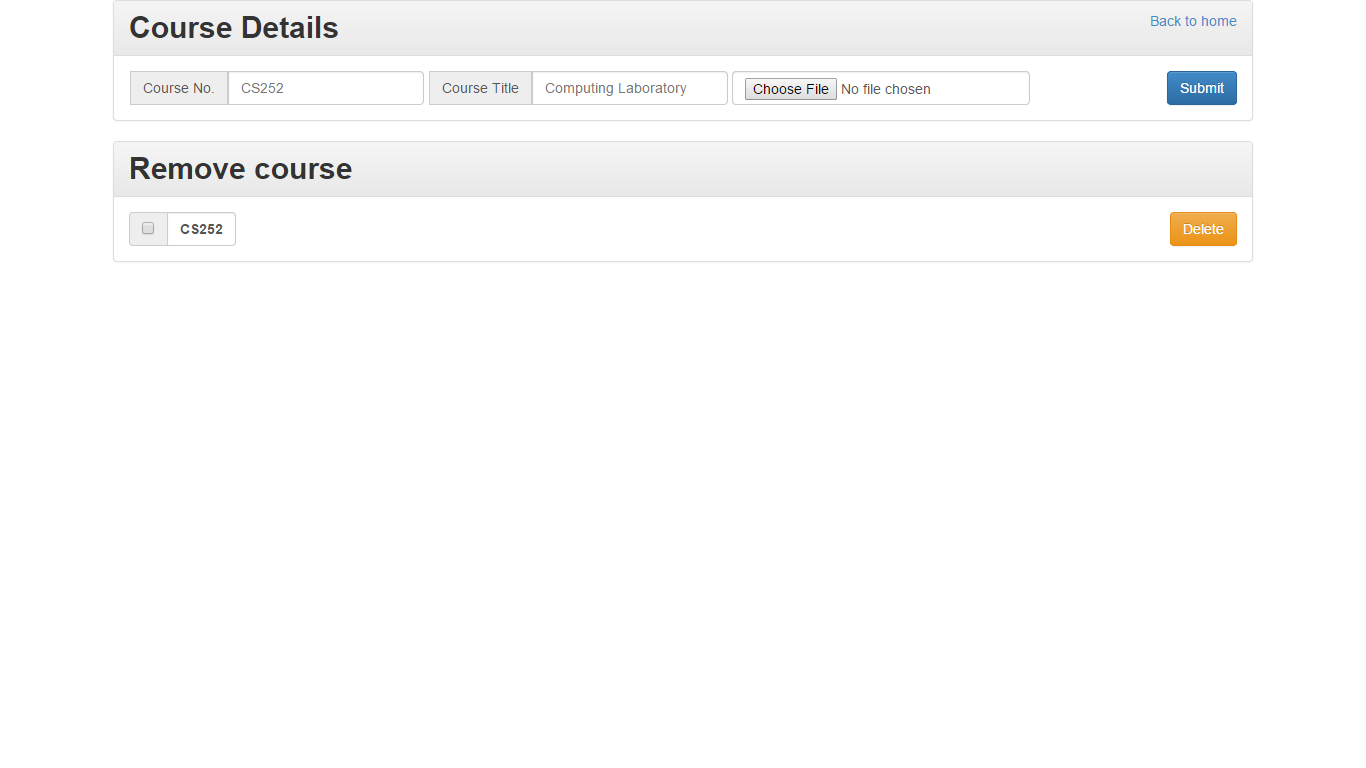 Course Details
Back to home
Course No. CS252 Course Title Computing Laboratory Choose File No file chosen Submit
Remove course
CS252 Delete